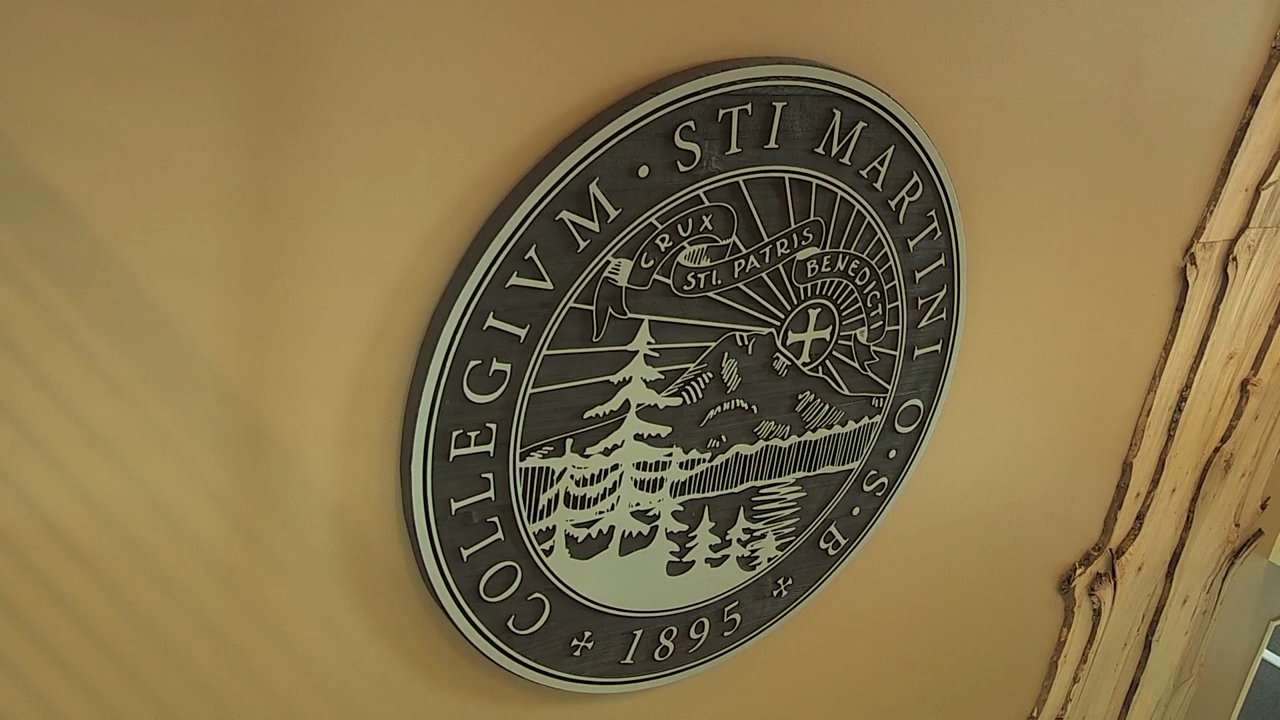 COLLEGIVM · STI MARTINI O·S·B
CRUX
STI. PATRIS
BENEDICTI
1895